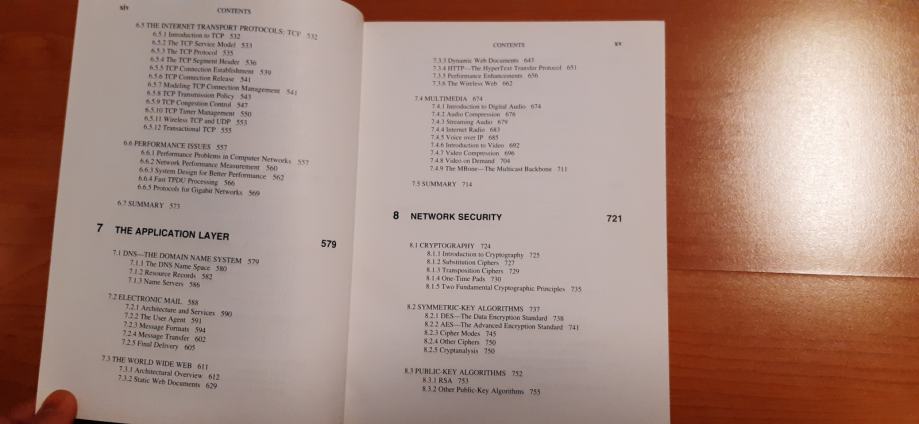 xiv
CONTENTS
6.5 THE INTERNET TRANSPORT PROTOCOLS: TCP 532
6.5.1 Introduction to TCP 532
6.5.2 The TCP Service Model 533
6.5.3 The TCP Protocol 535
6.5.4 The TCP Segment Header 536
6.5.5 TCP Connection Establishment 539
6.5.6 TCP Connection Release 541
6.5.7 Modeling TCP Connection Management 541
6.5.8 TCP Transmission Policy 543
6.5.9 TCP Congestion Control 547
6.5.10 TCP Timer Management 550
6.5.11 Wireless TCP and UDP 553
6.5.12 Transactional TCP 555
6.6 PERFORMANCE ISSUES 557
6.6.1 Performance Problems in Computer Networks 557
6.6.2 Network Performance Measurement 560
6.6.3 System Design for Better Performance 562
6.6.4 Fast TPDU Processing 566
6.6.5 Protocols for Gigabit Networks 569
6.7 SUMMARY 573
7 THE APPLICATION LAYER 579
7.1 DNS—THE DOMAIN NAME SYSTEM 579
7.1.1 The DNS Name Space 580
7.1.2 Resource Records 582
7.1.3 Name Servers 586
7.2 ELECTRONIC MAIL 588
7.2.1 Architecture and Services 590
7.2.2 The User Agent 591
7.2.3 Message Formats 594
7.2.4 Message Transfer 602
7.2.5 Final Delivery 605
7.3 THE WORLD WIDE WEB 611
7.3.1 Architectural Overview 612
7.3.2 Static Web Documents 629
CONTENTS
xv
7.3.3 Dynamic Web Documents 643
7.3.4 HTTP—The HyperText Transfer Protocol 651
7.3.5 Performance Enhancements 656
7.3.6 The Wireless Web 662
7.4 MULTIMEDIA 674
7.4.1 Introduction to Digital Audio 674
7.4.2 Audio Compression 676
7.4.3 Streaming Audio 679
7.4.4 Internet Radio 683
7.4.5 Voice over IP 685
7.4.6 Introduction to Video 692
7.4.7 Video Compression 696
7.4.8 Video on Demand 704
7.4.9 The MBone—The Multicast Backbone 711
7.5 SUMMARY 714
8 NETWORK SECURITY 721
8.1 CRYPTOGRAPHY 724
8.1.1 Introduction to Cryptography 725
8.1.2 Substitution Ciphers 727
8.1.3 Transposition Ciphers 729
8.1.4 One-Time Pads 730
8.1.5 Two Fundamental Cryptographic Principles 735
8.2 SYMMETRIC-KEY ALGORITHMS 737
8.2.1 DES—The Data Encryption Standard 738
8.2.2 AES—The Advanced Encryption Standard 741
8.2.3 Cipher Modes 745
8.2.4 Other Ciphers 750
8.2.5 Cryptanalysis 750
8.3 PUBLIC-KEY ALGORITHMS 752
8.3.1 RSA 753
8.3.2 Other Public-Key Algorithms 755